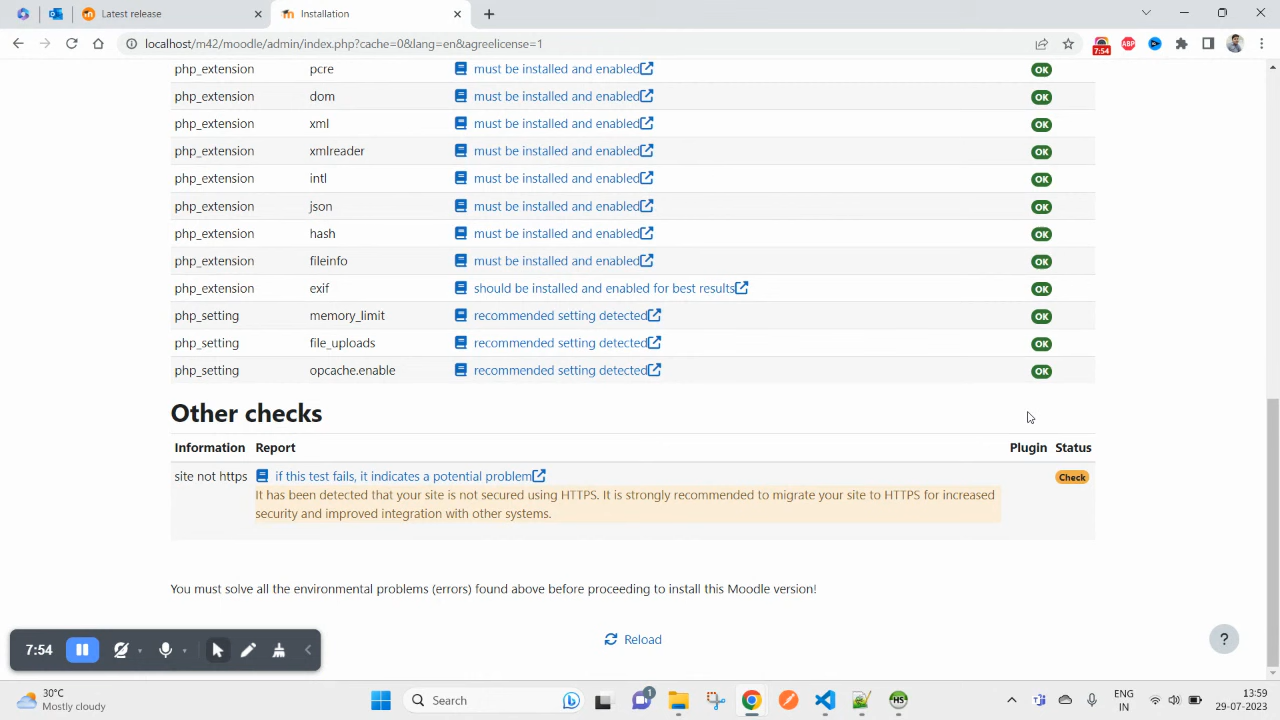 Latest release
Installation
localhost/m42/moodle/admin/index.php?cache=0&lang=en&agreelicense=1
7:54
ABP
php_extension pcre must be installed and enabled OK
php_extension dom must be installed and enabled OK
php_extension xml must be installed and enabled OK
php_extension xmlreader must be installed and enabled OK
php_extension intl must be installed and enabled OK
php_extension json must be installed and enabled OK
php_extension hash must be installed and enabled OK
php_extension fileinfo must be installed and enabled OK
php_extension exif should be installed and enabled for best results OK
php_setting memory_limit recommended setting detected OK
php_setting file_uploads recommended setting detected OK
php_setting opcache.enable recommended setting detected OK
Other checks
Information Report Plugin Status
site not https if this test fails, it indicates a potential problem Check
It has been detected that your site is not secured using HTTPS. It is strongly recommended to migrate your site to HTTPS for increased
security and improved integration with other systems.
You must solve all the environmental problems (errors) found above before proceeding to install this Moodle version!
Reload
?
7:54
30°C
Mostly cloudy
Search
1
HS
ENG
IN
13:59
29-07-2023